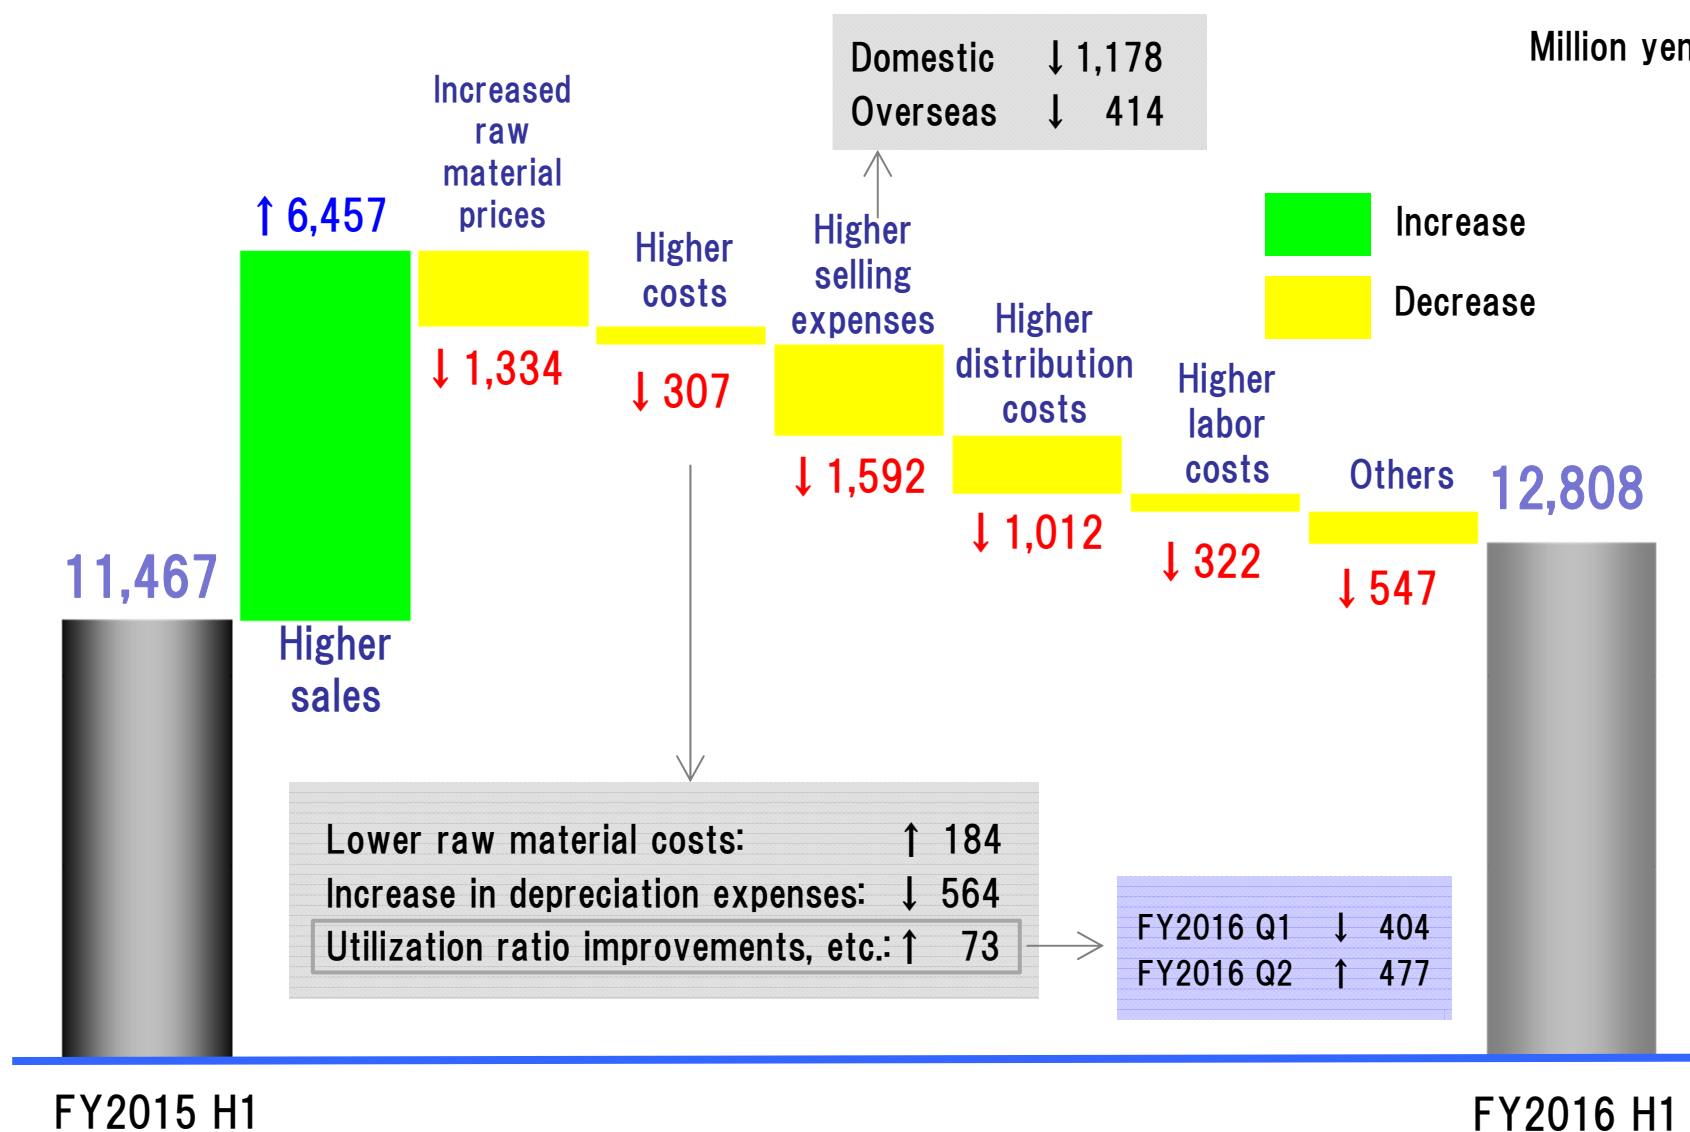 Million yen
Domestic ↓ 1,178
Overseas ↓ 414
Increase
Decrease
11,467
↑ 6,457
Higher
sales
Increased
raw
material
prices
↓ 1,334
Higher
costs
↓ 307
Higher
selling
expenses
↓ 1,592
Higher
distribution
costs
↓ 1,012
Higher
labor
costs
↓ 322
Others
↓ 547
12,808
Lower raw material costs: ↑ 184
Increase in depreciation expenses: ↓ 564
Utilization ratio improvements, etc.: ↑ 73
FY2016 Q1 ↓ 404
FY2016 Q2 ↑ 477
FY2015 H1
FY2016 H1